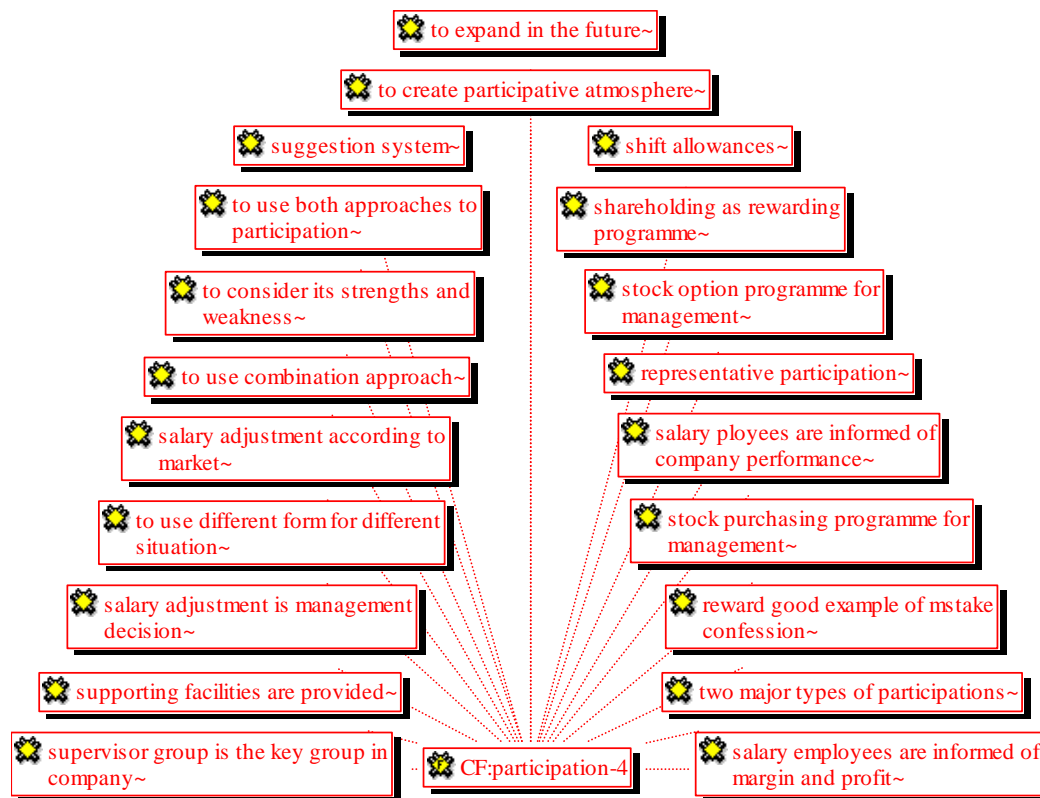 to expand in the future~
to create participative atmosphere~
suggestion system~
shift allowances~
to use both approaches to
participation~
shareholding as rewarding
programme~
to consider its strengths and
weakness~
stock option programme for
management~
to use combination approach~
representative participation~
salary adjustment according to
market~
salary ployees are informed of
company performance~
to use different form for different
situation~
stock purchasing programme for
management~
salary adjustment is management
decision~
reward good example of mstake
confession~
supporting facilities are provided~
two major types of participations~
supervisor group is the key group in
company~
CF:participation-4
salary employees are informed of
margin and profit~